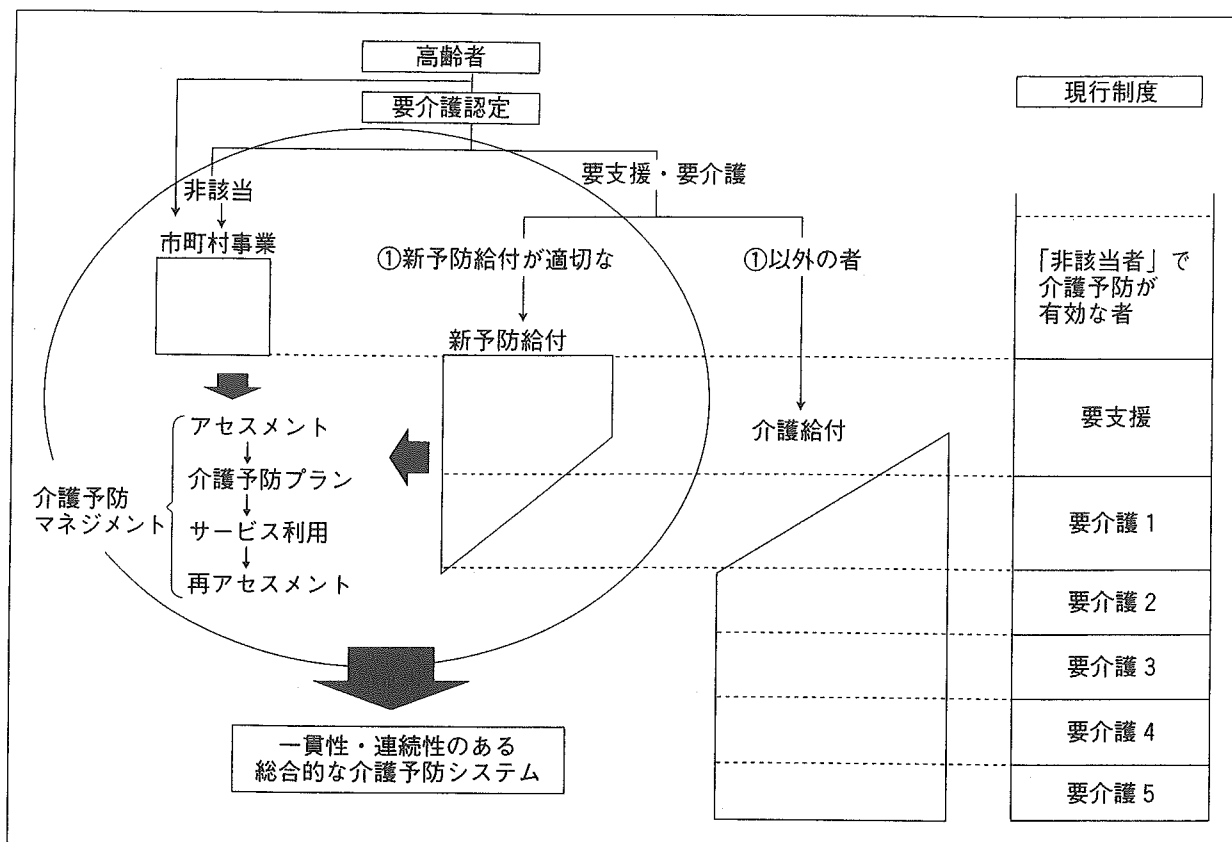 高齢者
要介護認定
現行制度
非該当
要支援・要介護
市町村事業
①新予防給付が適切な
①以外の者
新予防給付
介護給付
「非該当者」で
介護予防が
有効な者
要支援
要介護1
要介護2
要介護3
要介護4
要介護5
介護予防
マネジメント
アセスメント
介護予防プラン
サービス利用
再アセスメント
一貫性・連続性のある
総合的な介護予防システム